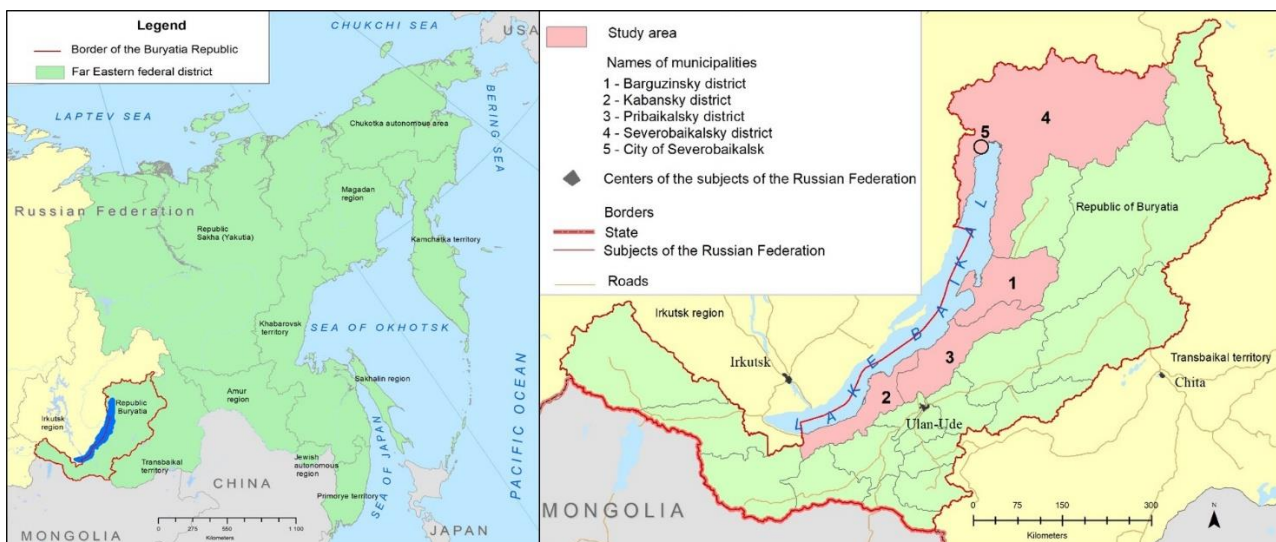 Legend
Border of the Buryatia Republic
Far Eastern federal district
CHUKCHI SEA
USA
LAPTEV SEA
BERING SEA
Chukotka autonomous area
Russian Federation
Magadan
region
Republic
Sakha (Yakutia)
Kamchatka territory
Khabarovsk
territory
SEA OF OKHOTSK
Sakhalin region
Amur
region
Republic
Buryatia
Irkutsk
region
Transbaikal
territory
Jewish
autonomous
region
Primorye territory
SEA OF JAPAN
PACIFIC OCEAN
CHINA
MONGOLIA
JAPAN
0 275 550 1 100
Kilometers
Study area
Names of municipalities
1 - Barguzinsky district
2 - Kabansky district
3 - Pribaikalsky district
4 - Severobaikalsky district
5 - City of Severobaikalsk
Centers of the subjects of the Russian Federation
Borders
State
Subjects of the Russian Federation
Roads
4
5
Republic of Buryatia
LAKE BAIKAL
1
Irkutsk region
Irkutsk
3
Transbaikal territory
Chita
2
Ulan-Ude
MONGOLIA
0 75 150 300
Kilometers
N